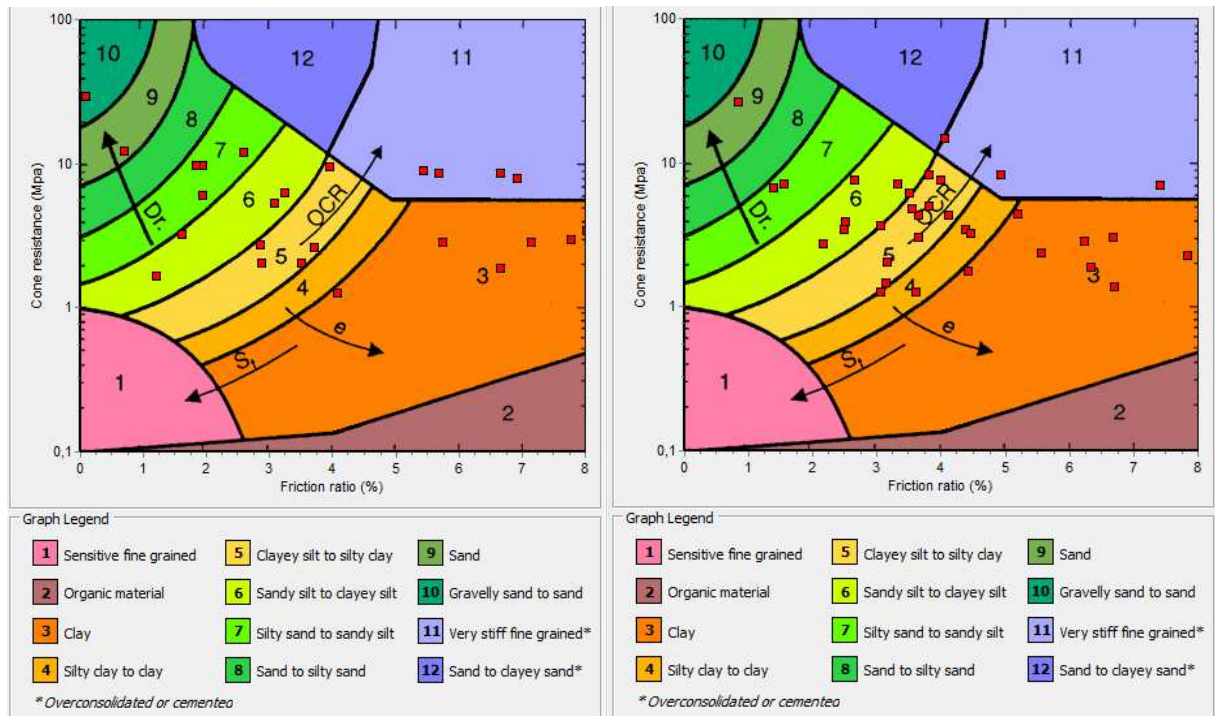 100
10
1
0,1
Cone resistance (Mpa)
10
9
8
7
6
5
4
3
2
1
12
11
Dr.
OCR
e
St
0 1 2 3 4 5 6 7 8
Friction ratio (%)
Graph Legend
1 Sensitive fine grained
2 Organic material
3 Clay
4 Silty clay to clay
5 Clayey silt to silty clay
6 Sandy silt to clayey silt
7 Silty sand to sandy silt
8 Sand to silty sand
9 Sand
10 Gravelly sand to sand
11 Very stiff fine grained*
12 Sand to clayey sand*
* Overconsolidated or cemented
100
10
1
0,1
Cone resistance (Mpa)
10
9
8
7
6
5
4
3
2
1
12
11
Dr.
OCR
e
St
0 1 2 3 4 5 6 7 8
Friction ratio (%)
Graph Legend
1 Sensitive fine grained
2 Organic material
3 Clay
4 Silty clay to clay
5 Clayey silt to silty clay
6 Sandy silt to clayey silt
7 Silty sand to sandy silt
8 Sand to silty sand
9 Sand
10 Gravelly sand to sand
11 Very stiff fine grained*
12 Sand to clayey sand*
* Overconsolidated or cemented